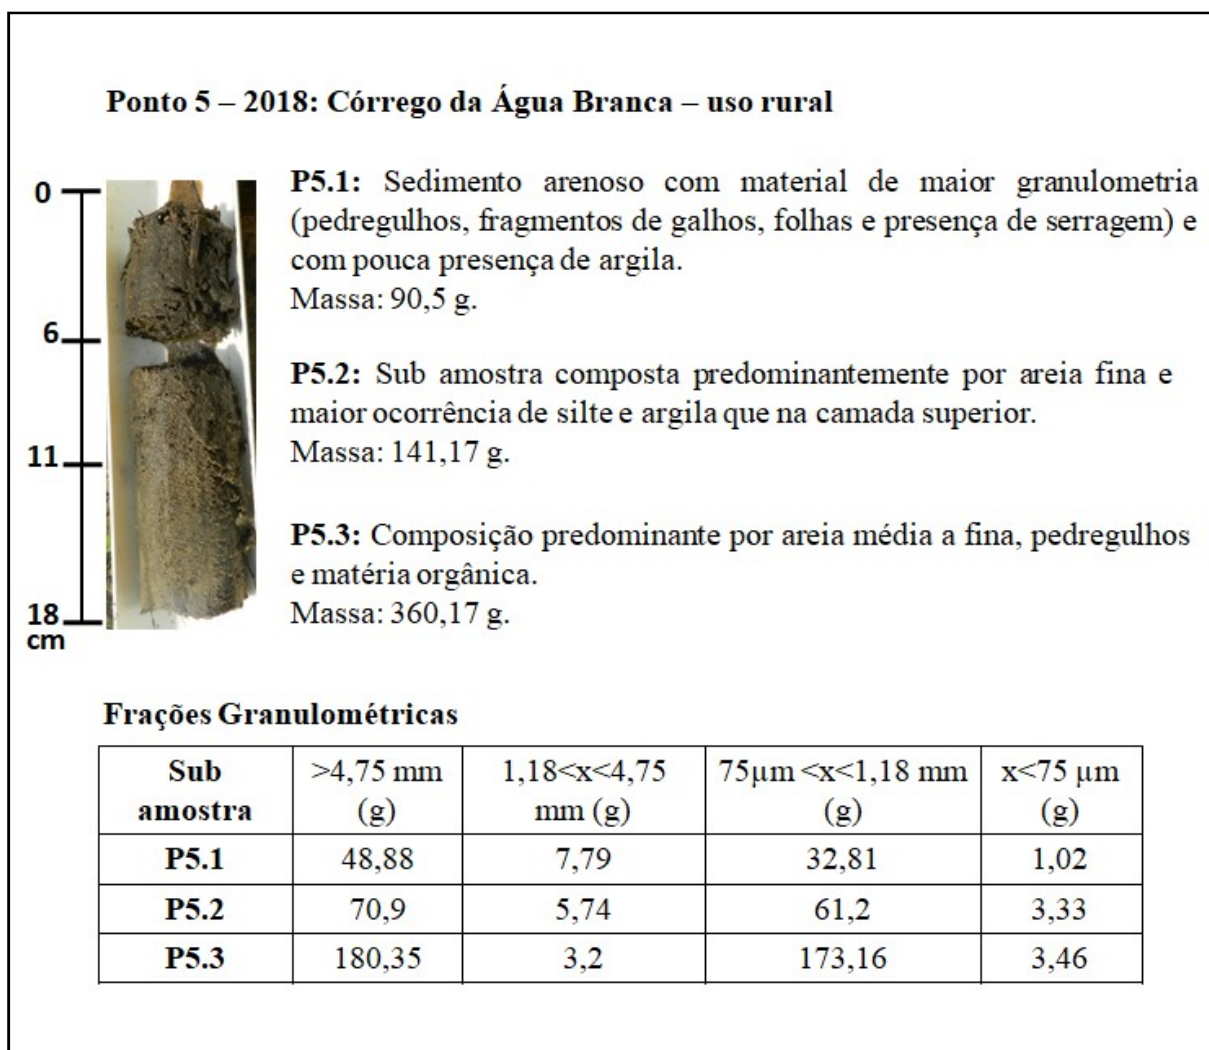 Ponto 5 – 2018: Córrego da Água Branca – uso rural
0
6
11
18
cm
P5.1: Sedimento arenoso com material de maior granulometria
(pedregulhos, fragmentos de galhos, folhas e presença de serragem) e
com pouca presença de argila.
Massa: 90,5 g.
P5.2: Sub amostra composta predominantemente por areia fina e
maior ocorrência de silte e argila que na camada superior.
Massa: 141,17 g.
P5.3: Composição predominante por areia média a fina, pedregulhos
e matéria orgânica.
Massa: 360,17 g.
Frações Granulométricas
Sub amostra >4,75 mm (g) 1,18<x<4,75 mm (g) 75µm <x<1,18 mm (g) x<75 µm (g)
P5.1 48,88 7,79 32,81 1,02
P5.2 70,9 5,74 61,2 3,33
P5.3 180,35 3,2 173,16 3,46